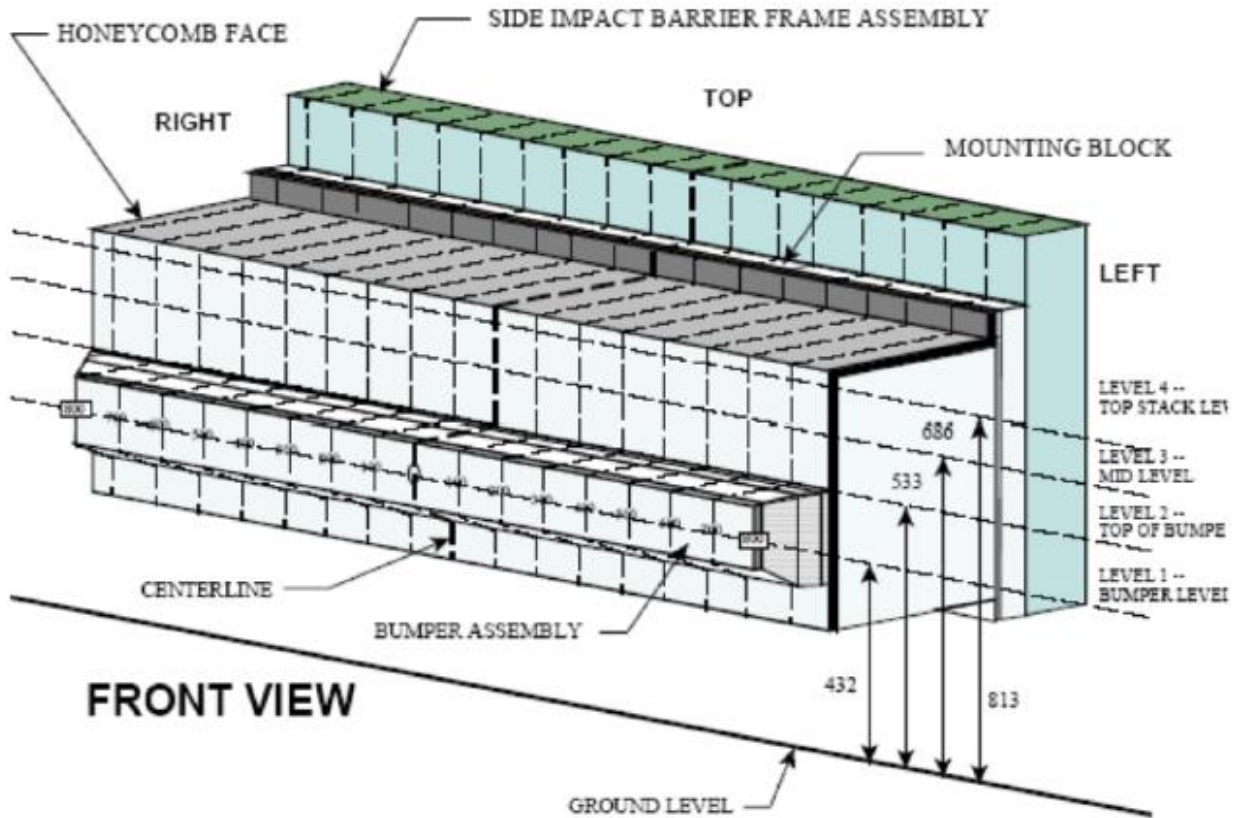 SIDE IMPACT BARRIER FRAME ASSEMBLY
HONEYCOMB FACE
TOP
RIGHT
MOUNTING BLOCK
LEFT
LEVEL 4 --
TOP STACK LEV
686
LEVEL 3 --
MID LEVEL
533
LEVEL 2 --
TOP OF BUMPE
800
800
LEVEL 1 --
BUMPER LEVEL
CENTERLINE
BUMPER ASSEMBLY
432
813
FRONT VIEW
GROUND LEVEL